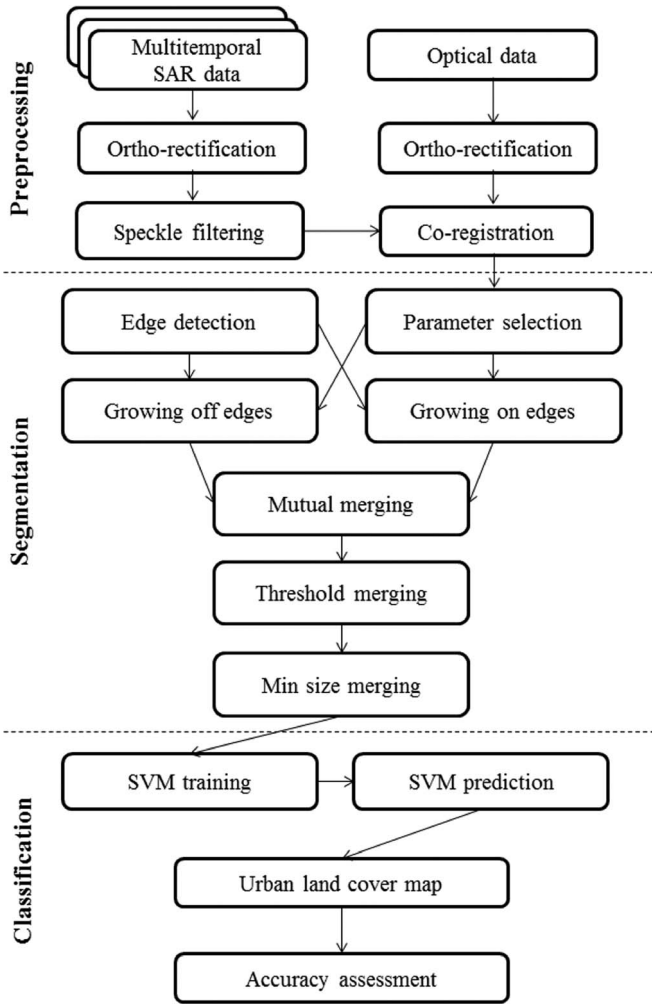 Preprocessing
Multitemporal
SAR data
Optical data
Ortho-rectification
Ortho-rectification
Speckle filtering
Co-registration
Segmentation
Edge detection
Parameter selection
Growing off edges
Growing on edges
Mutual merging
Threshold merging
Min size merging
Classification
SVM training
SVM prediction
Urban land cover map
Accuracy assessment